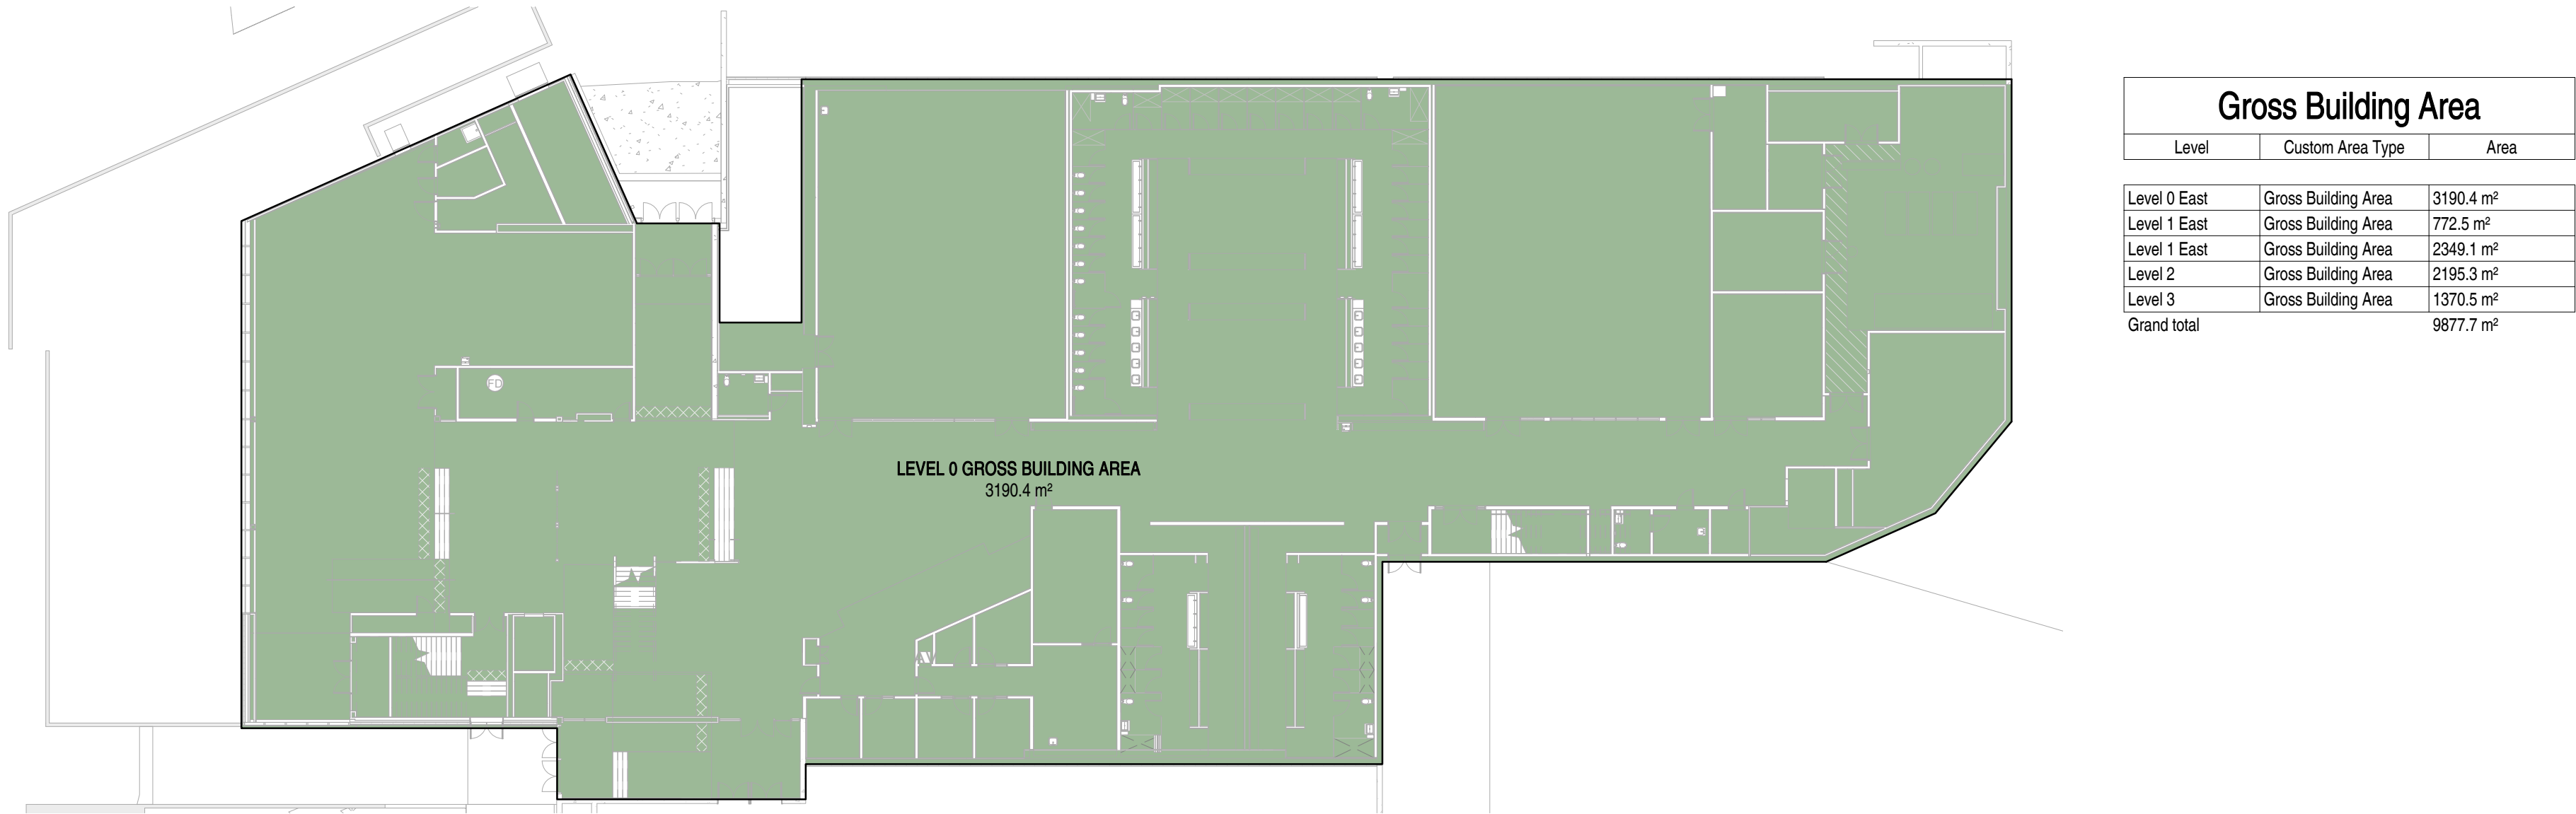 Gross Building Area
Level Custom Area Type Area
Level 0 East Gross Building Area 3190.4 m²
Level 1 East Gross Building Area 772.5 m²
Level 1 East Gross Building Area 2349.1 m²
Level 2 Gross Building Area 2195.3 m²
Level 3 Gross Building Area 1370.5 m²
Grand total 9877.7 m²
FD
LEVEL 0 GROSS BUILDING AREA
3190.4 m²